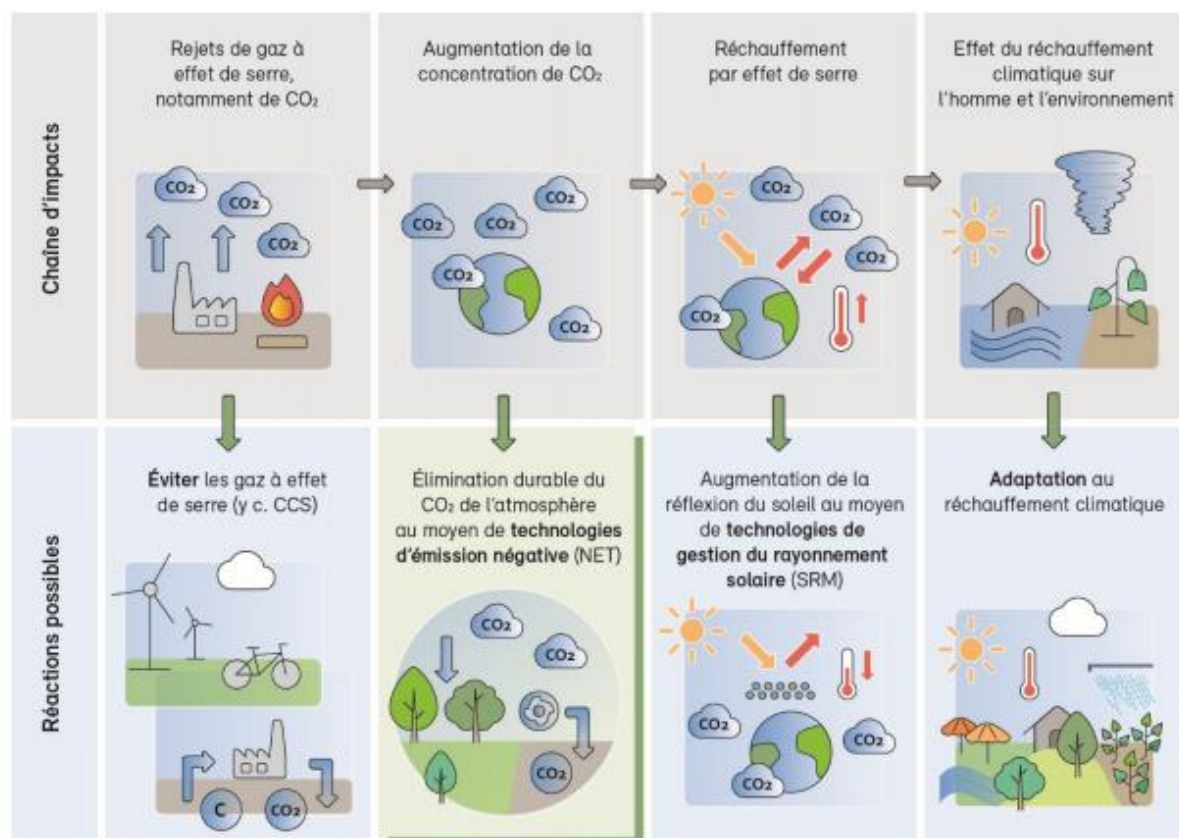 Rejets de gaz à
effet de serre,
notamment de CO₂
Augmentation de la
concentration de CO₂
Réchauffement
par effet de serre
Effet du réchauffement
climatique sur
l'homme et l'environnement
Chaîne d'impacts
CO₂
CO₂
CO₂
CO₂
CO₂
CO₂
CO₂
CO₂
CO₂
CO₂
CO₂
CO₂
Éviter les gaz à effet
de serre (y c. CCS)
Élimination durable du
CO₂ de l'atmosphère
au moyen de technologies
d'émission négative (NET)
Augmentation de la
réflexion du soleil au moyen
de technologies de
gestion du rayonnement
solaire (SRM)
Adaptation au
réchauffement climatique
Réactions possibles
C
CO₂
CO₂
CO₂
CO₂
CO₂
CO₂
CO₂